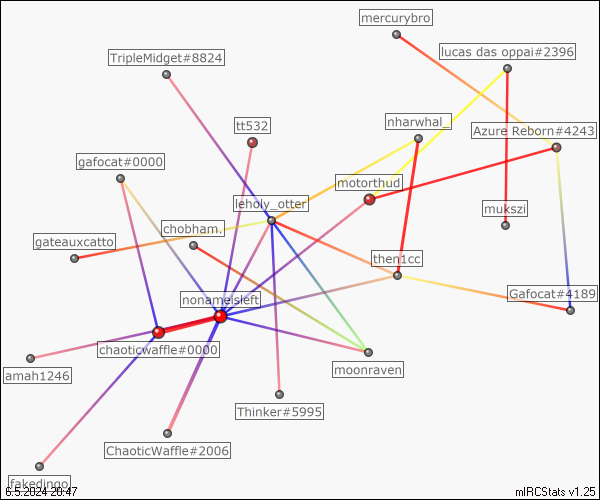 mercurybro
lucas das oppai#2396
TripleMidget#8824
tt532
nharwhal_
Azure Reborn#4243
gafocat#0000
motorthud
leholy_otter
mukszi
chobham.
gateauxcatto
then1cc
nonameisleft
Gafocat#4189
chaoticwaffle#0000
amah1246
moonraven
Thinker#5995
ChaoticWaffle#2006
fakedingo
6.5.2024 20:47
mIRCStats v1.25